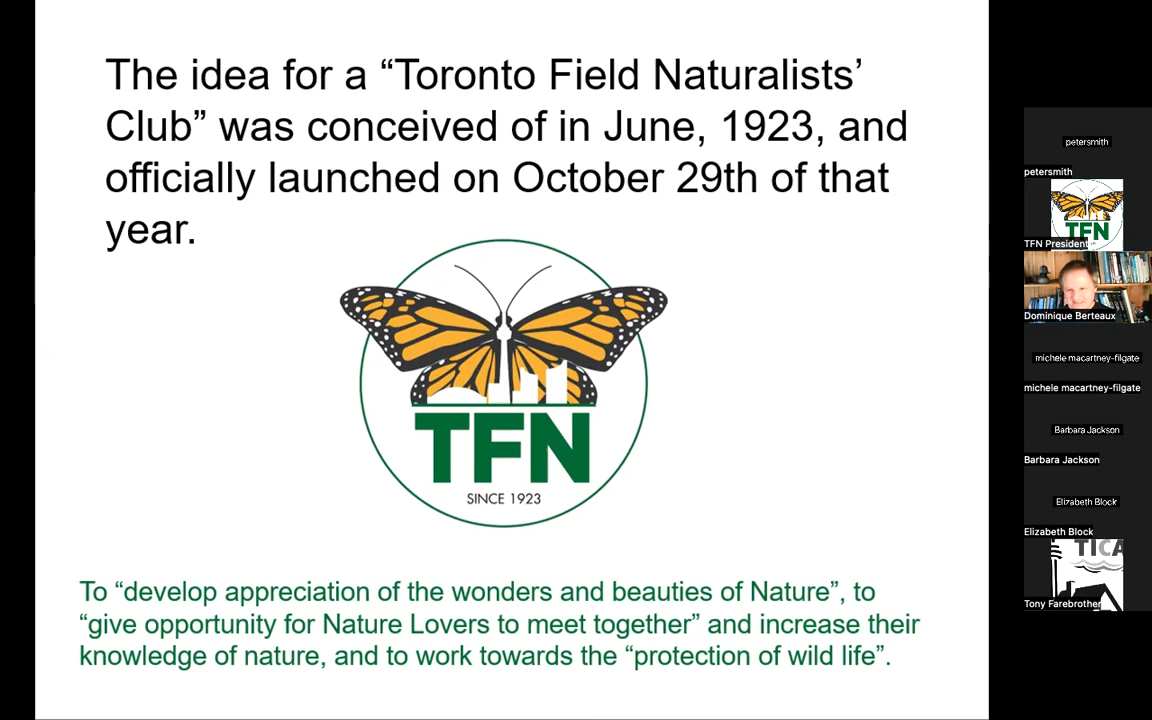 The idea for a “Toronto Field Naturalists’
Club” was conceived of in June, 1923, and
officially launched on October 29th of that
year.
TFN
SINCE 1923
To “develop appreciation of the wonders and beauties of Nature”, to
“give opportunity for Nature Lovers to meet together” and increase their
knowledge of nature, and to work towards the “protection of wild life”.
petersmith
petersmith
TFN
TFN President
Dominique Berteaux
michele macartney-filgate
michele macartney-filgate
Barbara Jackson
Barbara Jackson
Elizabeth Block
Elizabeth Block
TICA
Tony Farebrother